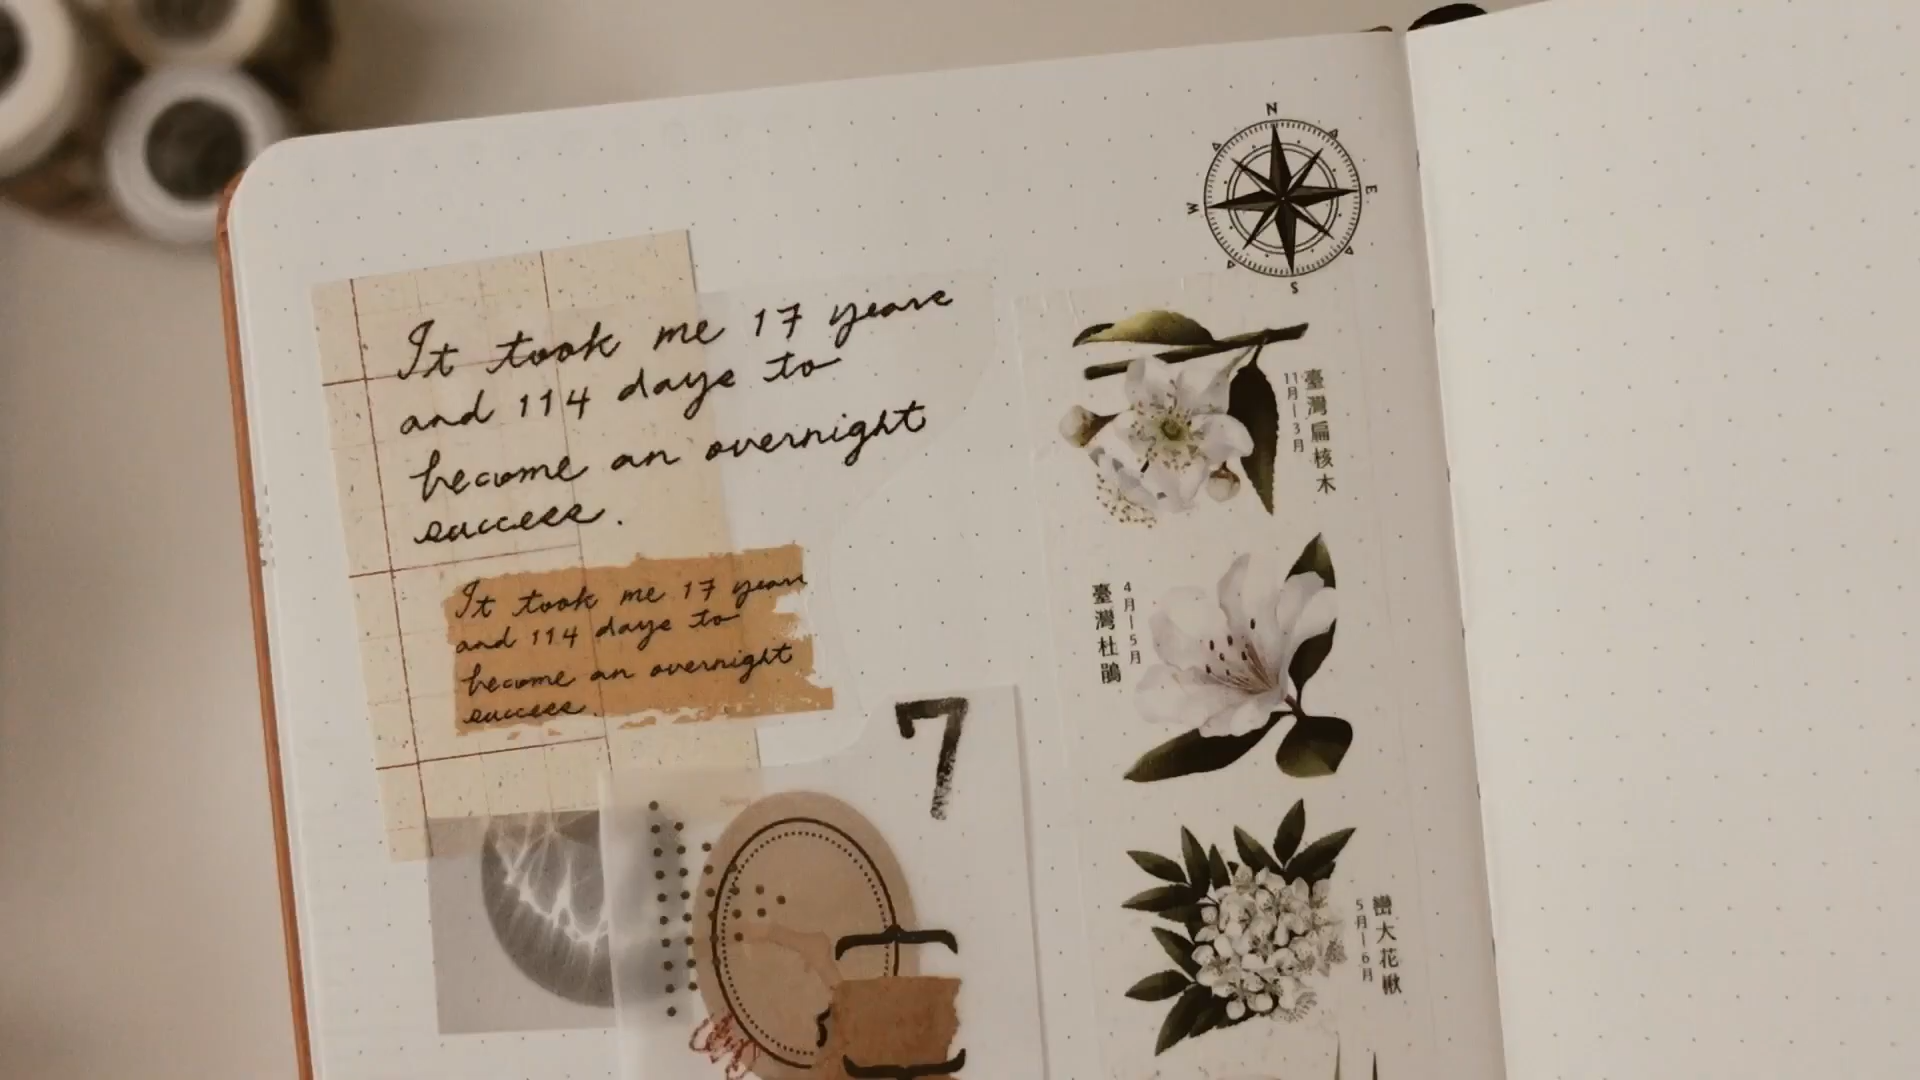 It took me 17 years
and 114 days to
become an overnight
success.
It took me 17 years
and 114 days to
become an overnight
success.
7
N
E
S
W
臺灣扁核木
11月—3月
臺灣杜鵑
4月—5月
巒大花楸
5月—6月